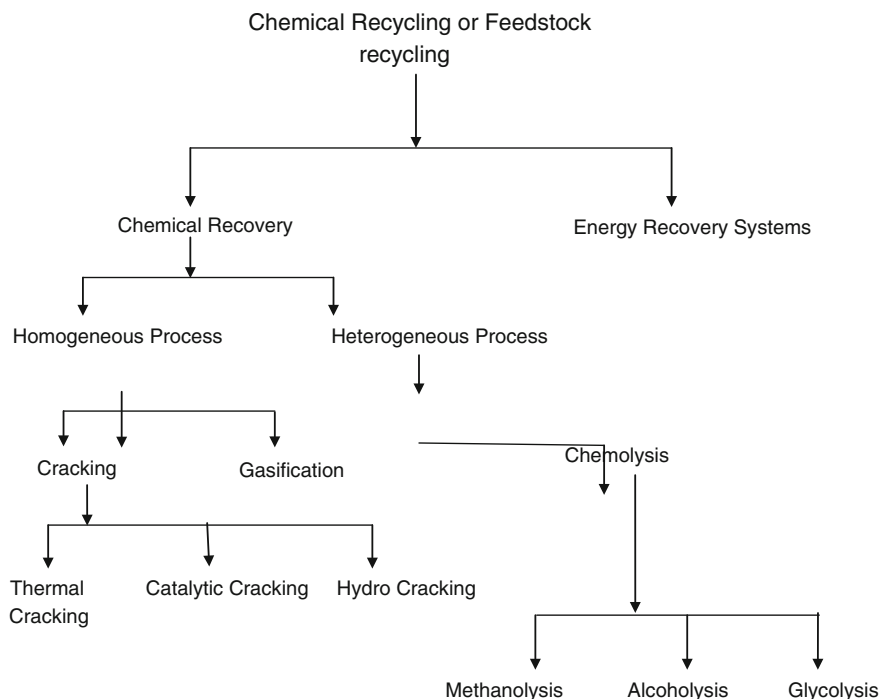 Chemical Recycling or Feedstock
recycling
Chemical Recovery
Energy Recovery Systems
Homogeneous Process
Heterogeneous Process
Cracking
Gasification
Chemolysis
Thermal
Cracking
Catalytic Cracking
Hydro Cracking
Methanolysis
Alcoholysis
Glycolysis